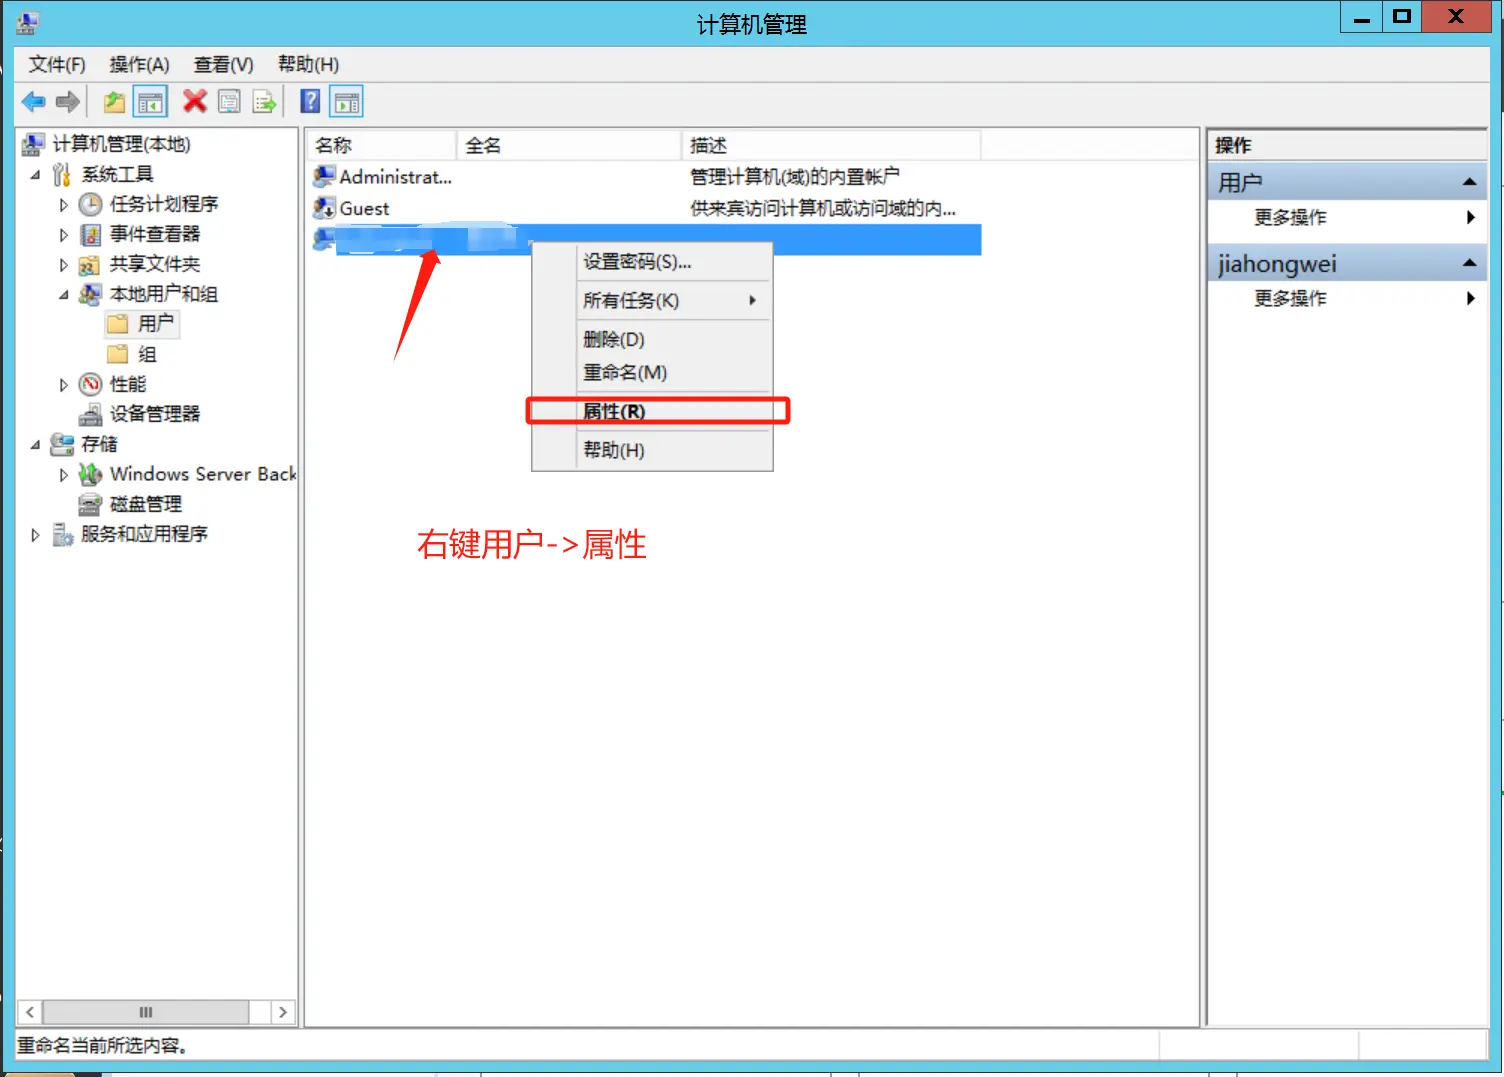 计算机管理
文件(F) 操作(A) 查看(V) 帮助(H)
计算机管理(本地)
系统工具
任务计划程序
事件查看器
共享文件夹
本地用户和组
用户
组
性能
设备管理器
存储
Windows Server Back
磁盘管理
服务和应用程序
名称 全名 描述
Administrat... 管理计算机(域)的内置帐户
Guest 供来宾访问计算机或访问域的内...
设置密码(S)...
所有任务(K)
删除(D)
重命名(M)
属性(R)
帮助(H)
右键用户->属性
操作
用户
更多操作
jiahongwei
更多操作
重命名当前所选内容。